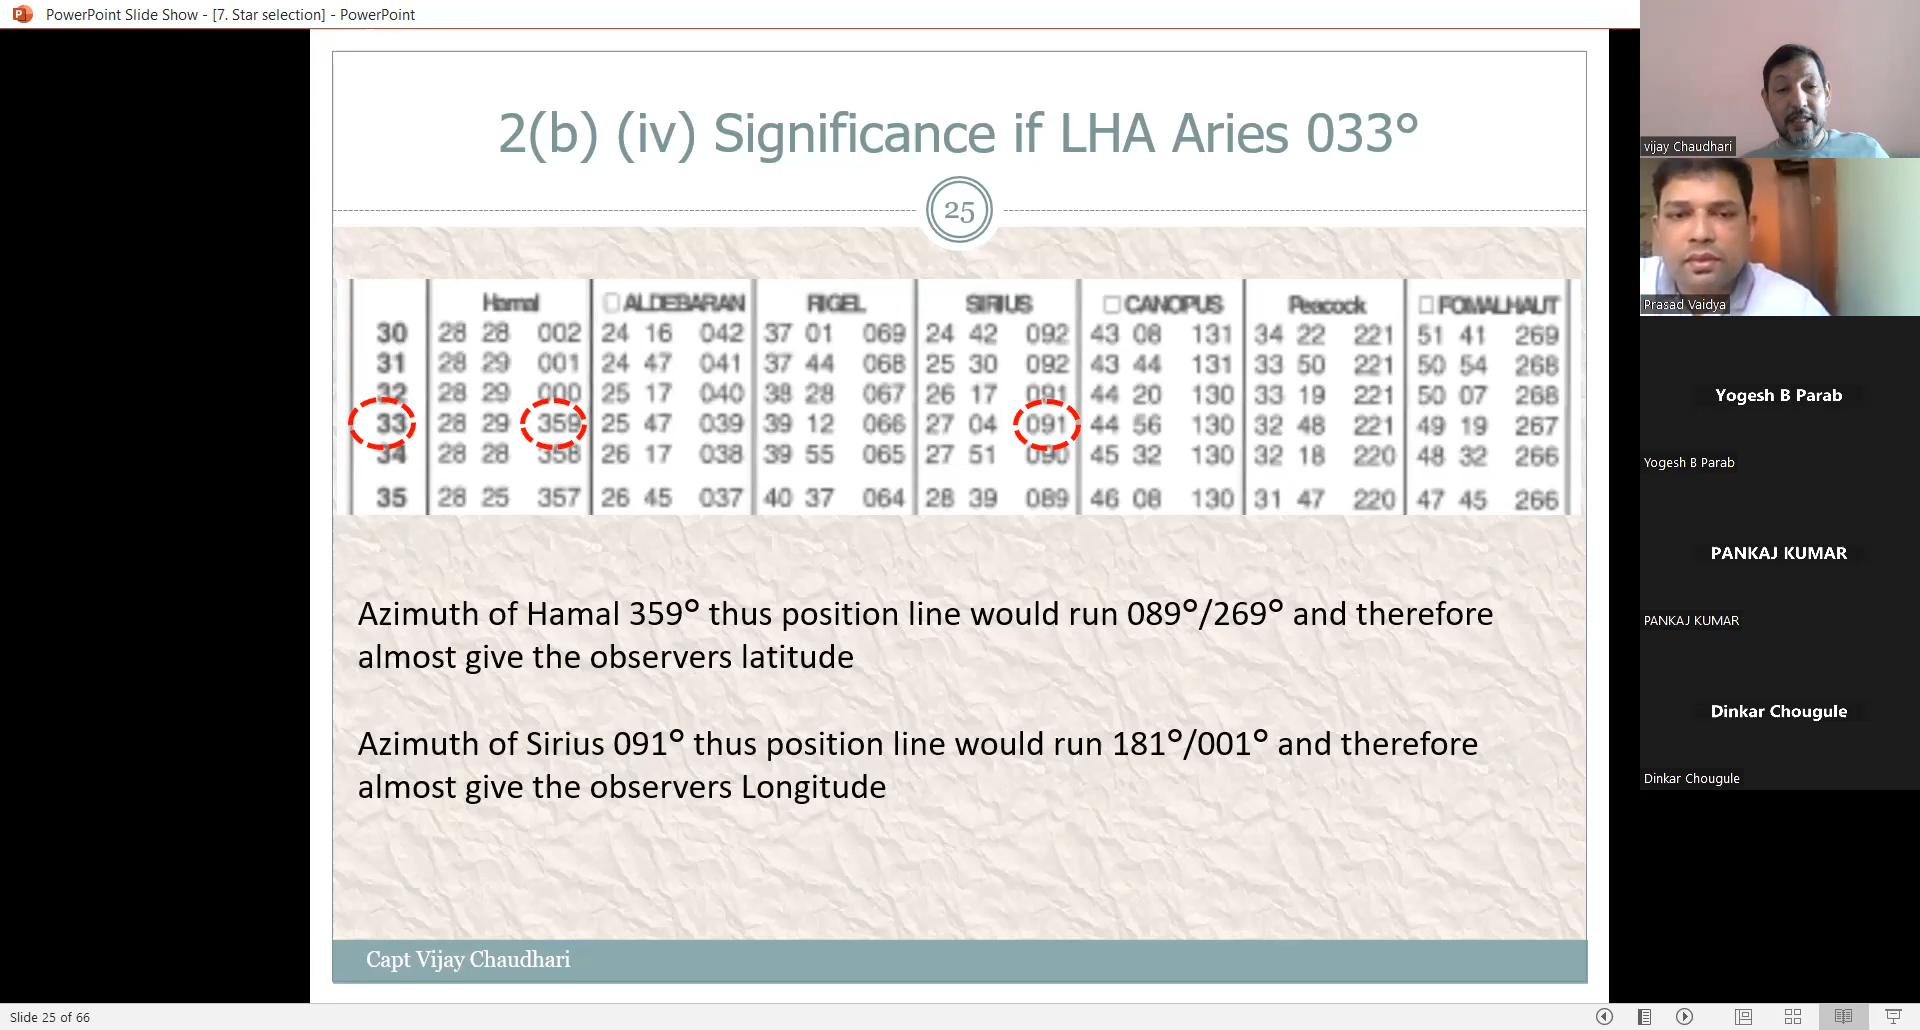 PowerPoint Slide Show - [7. Star selection] - PowerPoint
2(b) (iv) Significance if LHA Aries 033°
25
Hamal ALDEBARAN RIGEL SIRIUS CANOPUS Peacock FOMALHAUT
30 28 28 002 24 16 042 37 01 069 24 42 092 43 08 131 34 22 221 51 41 269
31 28 29 001 24 47 041 37 44 068 25 30 092 43 44 131 33 50 221 50 54 268
32 28 29 000 25 17 040 38 28 067 26 17 091 44 20 130 33 19 221 50 07 268
33 28 29 359 25 47 039 39 12 066 27 04 091 44 56 130 32 48 221 49 19 267
34 28 28 358 26 17 038 39 55 065 27 51 090 45 32 130 32 18 220 48 32 266
35 28 25 357 26 45 037 40 37 064 28 39 089 46 08 130 31 47 220 47 45 266
Azimuth of Hamal 359° thus position line would run 089°/269° and therefore
almost give the observers latitude
Azimuth of Sirius 091° thus position line would run 181°/001° and therefore
almost give the observers Longitude
Capt Vijay Chaudhari
Slide 25 of 66
vijay Chaudhari
Prasad Vaidya
Yogesh B Parab
Yogesh B Parab
PANKAJ KUMAR
PANKAJ KUMAR
Dinkar Chougule
Dinkar Chougule